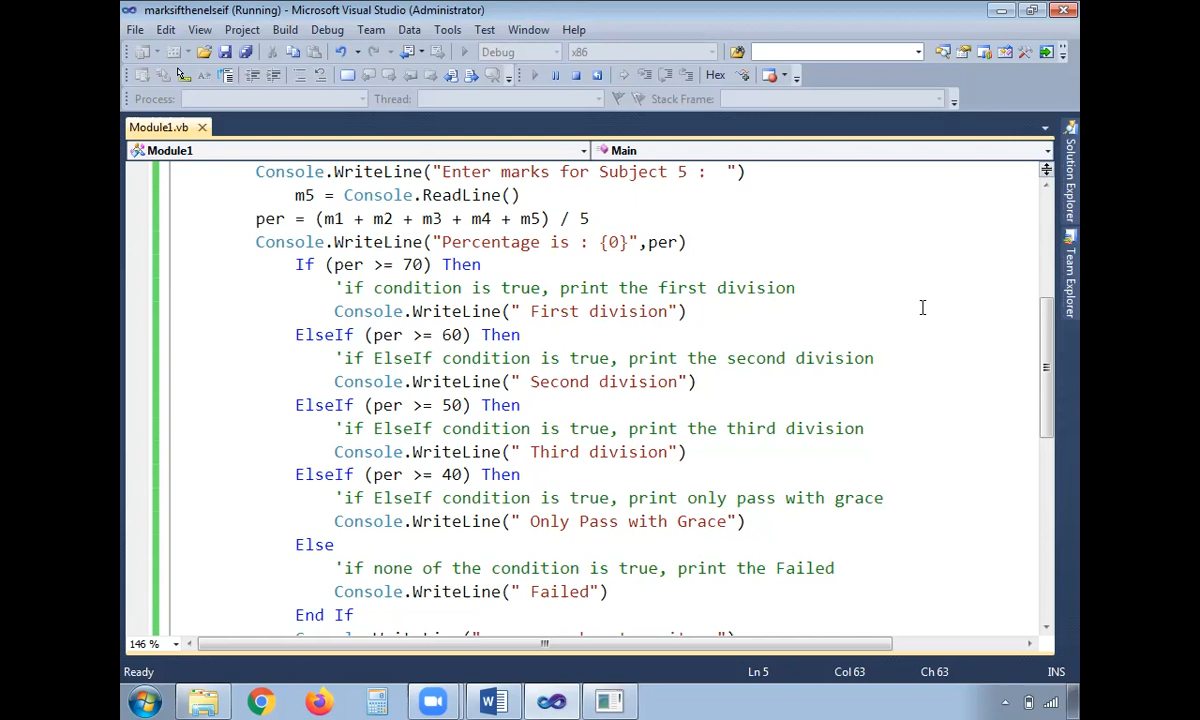 marksifthenelseif (Running) - Microsoft Visual Studio (Administrator)
File Edit View Project Build Debug Team Data Tools Test Window Help
Debug x86
Hex
Process: Thread: Stack Frame:
Module1.vb
Module1 Main
Console.WriteLine("Enter marks for Subject 5 :  ")
m5 = Console.ReadLine()
per = (m1 + m2 + m3 + m4 + m5) / 5
Console.WriteLine("Percentage is : {0}",per)
If (per >= 70) Then
'if condition is true, print the first division
Console.WriteLine(" First division")
ElseIf (per >= 60) Then
'if ElseIf condition is true, print the second division
Console.WriteLine(" Second division")
ElseIf (per >= 50) Then
'if ElseIf condition is true, print the third division
Console.WriteLine(" Third division")
ElseIf (per >= 40) Then
'if ElseIf condition is true, print only pass with grace
Console.WriteLine(" Only Pass with Grace")
Else
'if none of the condition is true, print the Failed
Console.WriteLine(" Failed")
End If
Solution Explorer
Team Explorer
146 %
Ready Ln 5 Col 63 Ch 63 INS